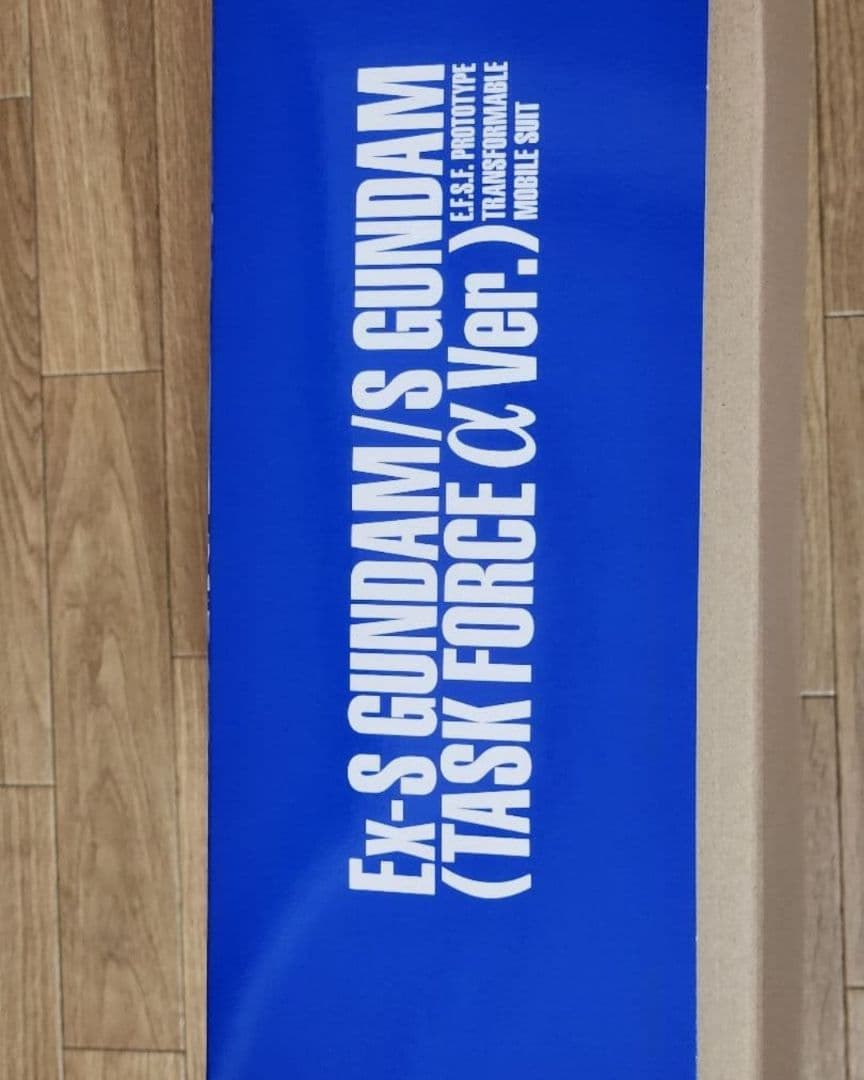 Ex-S GUNDAM/S GUNDAM
(TASK FORCE α Ver.)
E.F.S.F. PROTOTYPE
TRANSFORMABLE
MOBILE SUIT